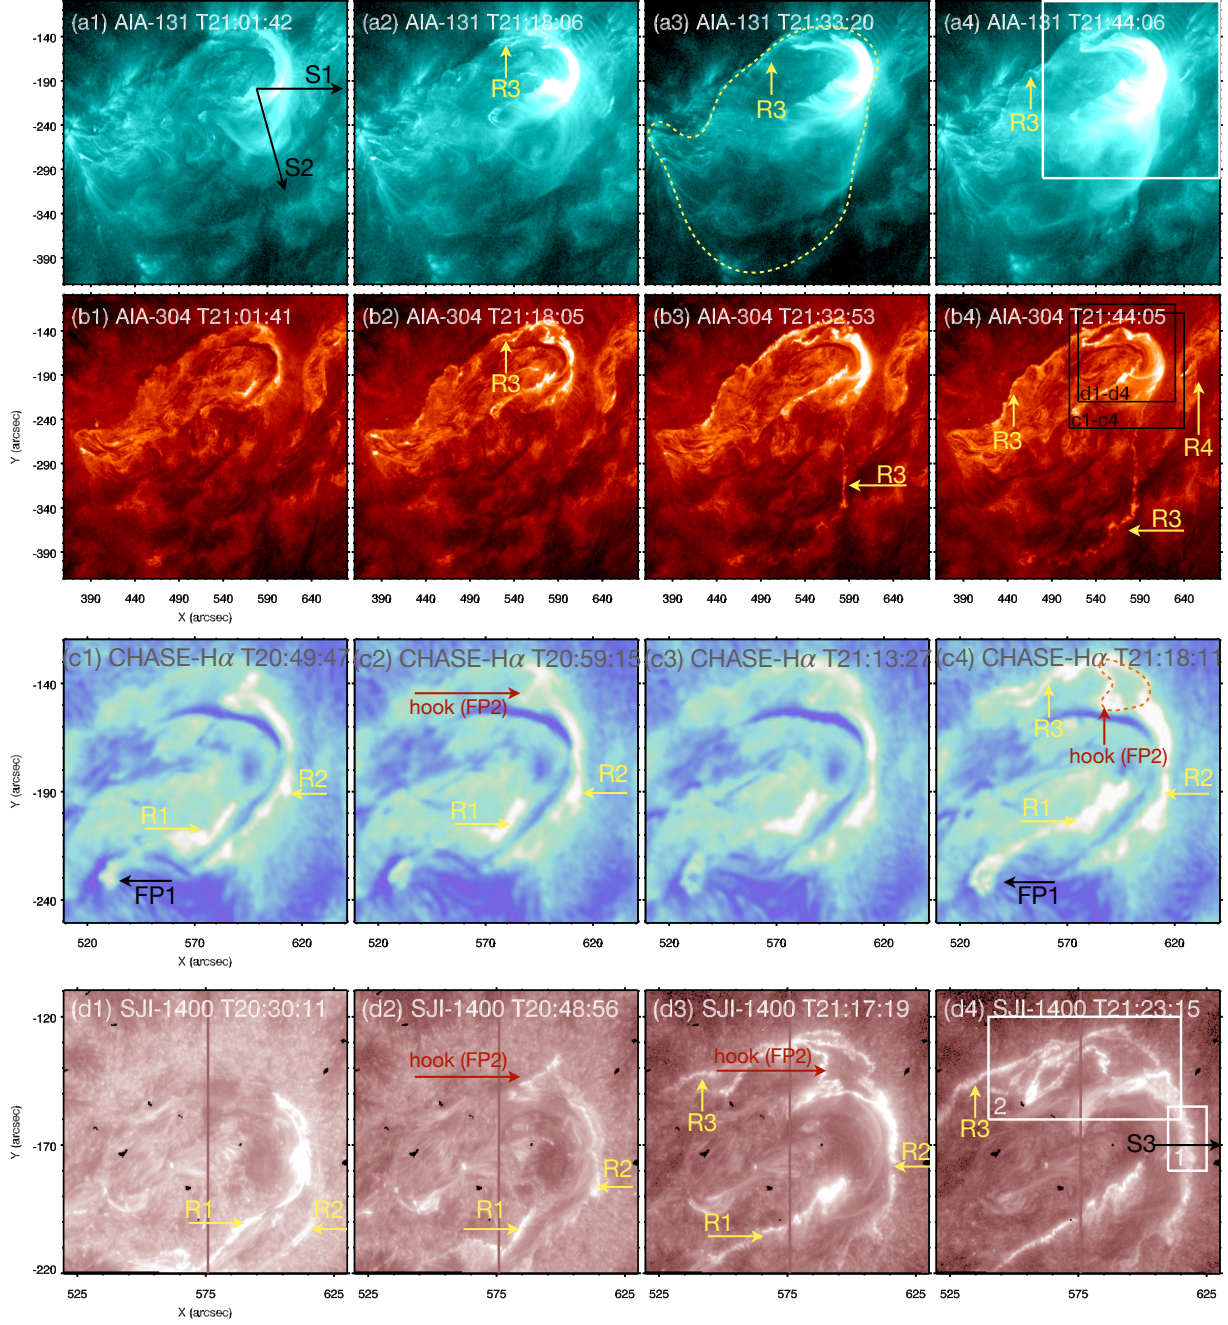 (a1) AIA-131 T21:01:42
(a2) AIA-131 T21:18:06
(a3) AIA-131 T21:33:20
(a4) AIA-131 T21:44:06
-140
-190
-240
-290
-340
-390
S1
S2
R3
R3
R3
(b1) AIA-304 T21:01:41
(b2) AIA-304 T21:18:05
(b3) AIA-304 T21:32:53
(b4) AIA-304 T21:44:05
Y (arcsec)
-140
-190
-240
-290
-340
-390
R3
R3
d1-d4
c1-c4
R3
R4
R3
390 440 490 540 590 640
390 440 490 540 590 640
390 440 490 540 590 640
390 440 490 540 590 640
X (arcsec)
(c1) CHASE-Hα T20:49:47
(c2) CHASE-Hα T20:59:15
(c3) CHASE-Hα T21:13:27
(c4) CHASE-Hα T21:18:11
Y (arcsec)
-140
-190
-240
R2
R1
FP1
hook (FP2)
R2
R1
R3
hook (FP2)
R2
R1
FP1
520 570 620
520 570 620
520 570 620
520 570 620
X (arcsec)
(d1) SJI-1400 T20:30:11
(d2) SJI-1400 T20:48:56
(d3) SJI-1400 T21:17:19
(d4) SJI-1400 T21:23:15
Y (arcsec)
-120
-170
-220
R1
R2
hook (FP2)
R2
R1
hook (FP2)
R3
R2
R1
2
R3
S3
1
525 575 625
525 575 625
525 575 625
525 575 625
X (arcsec)